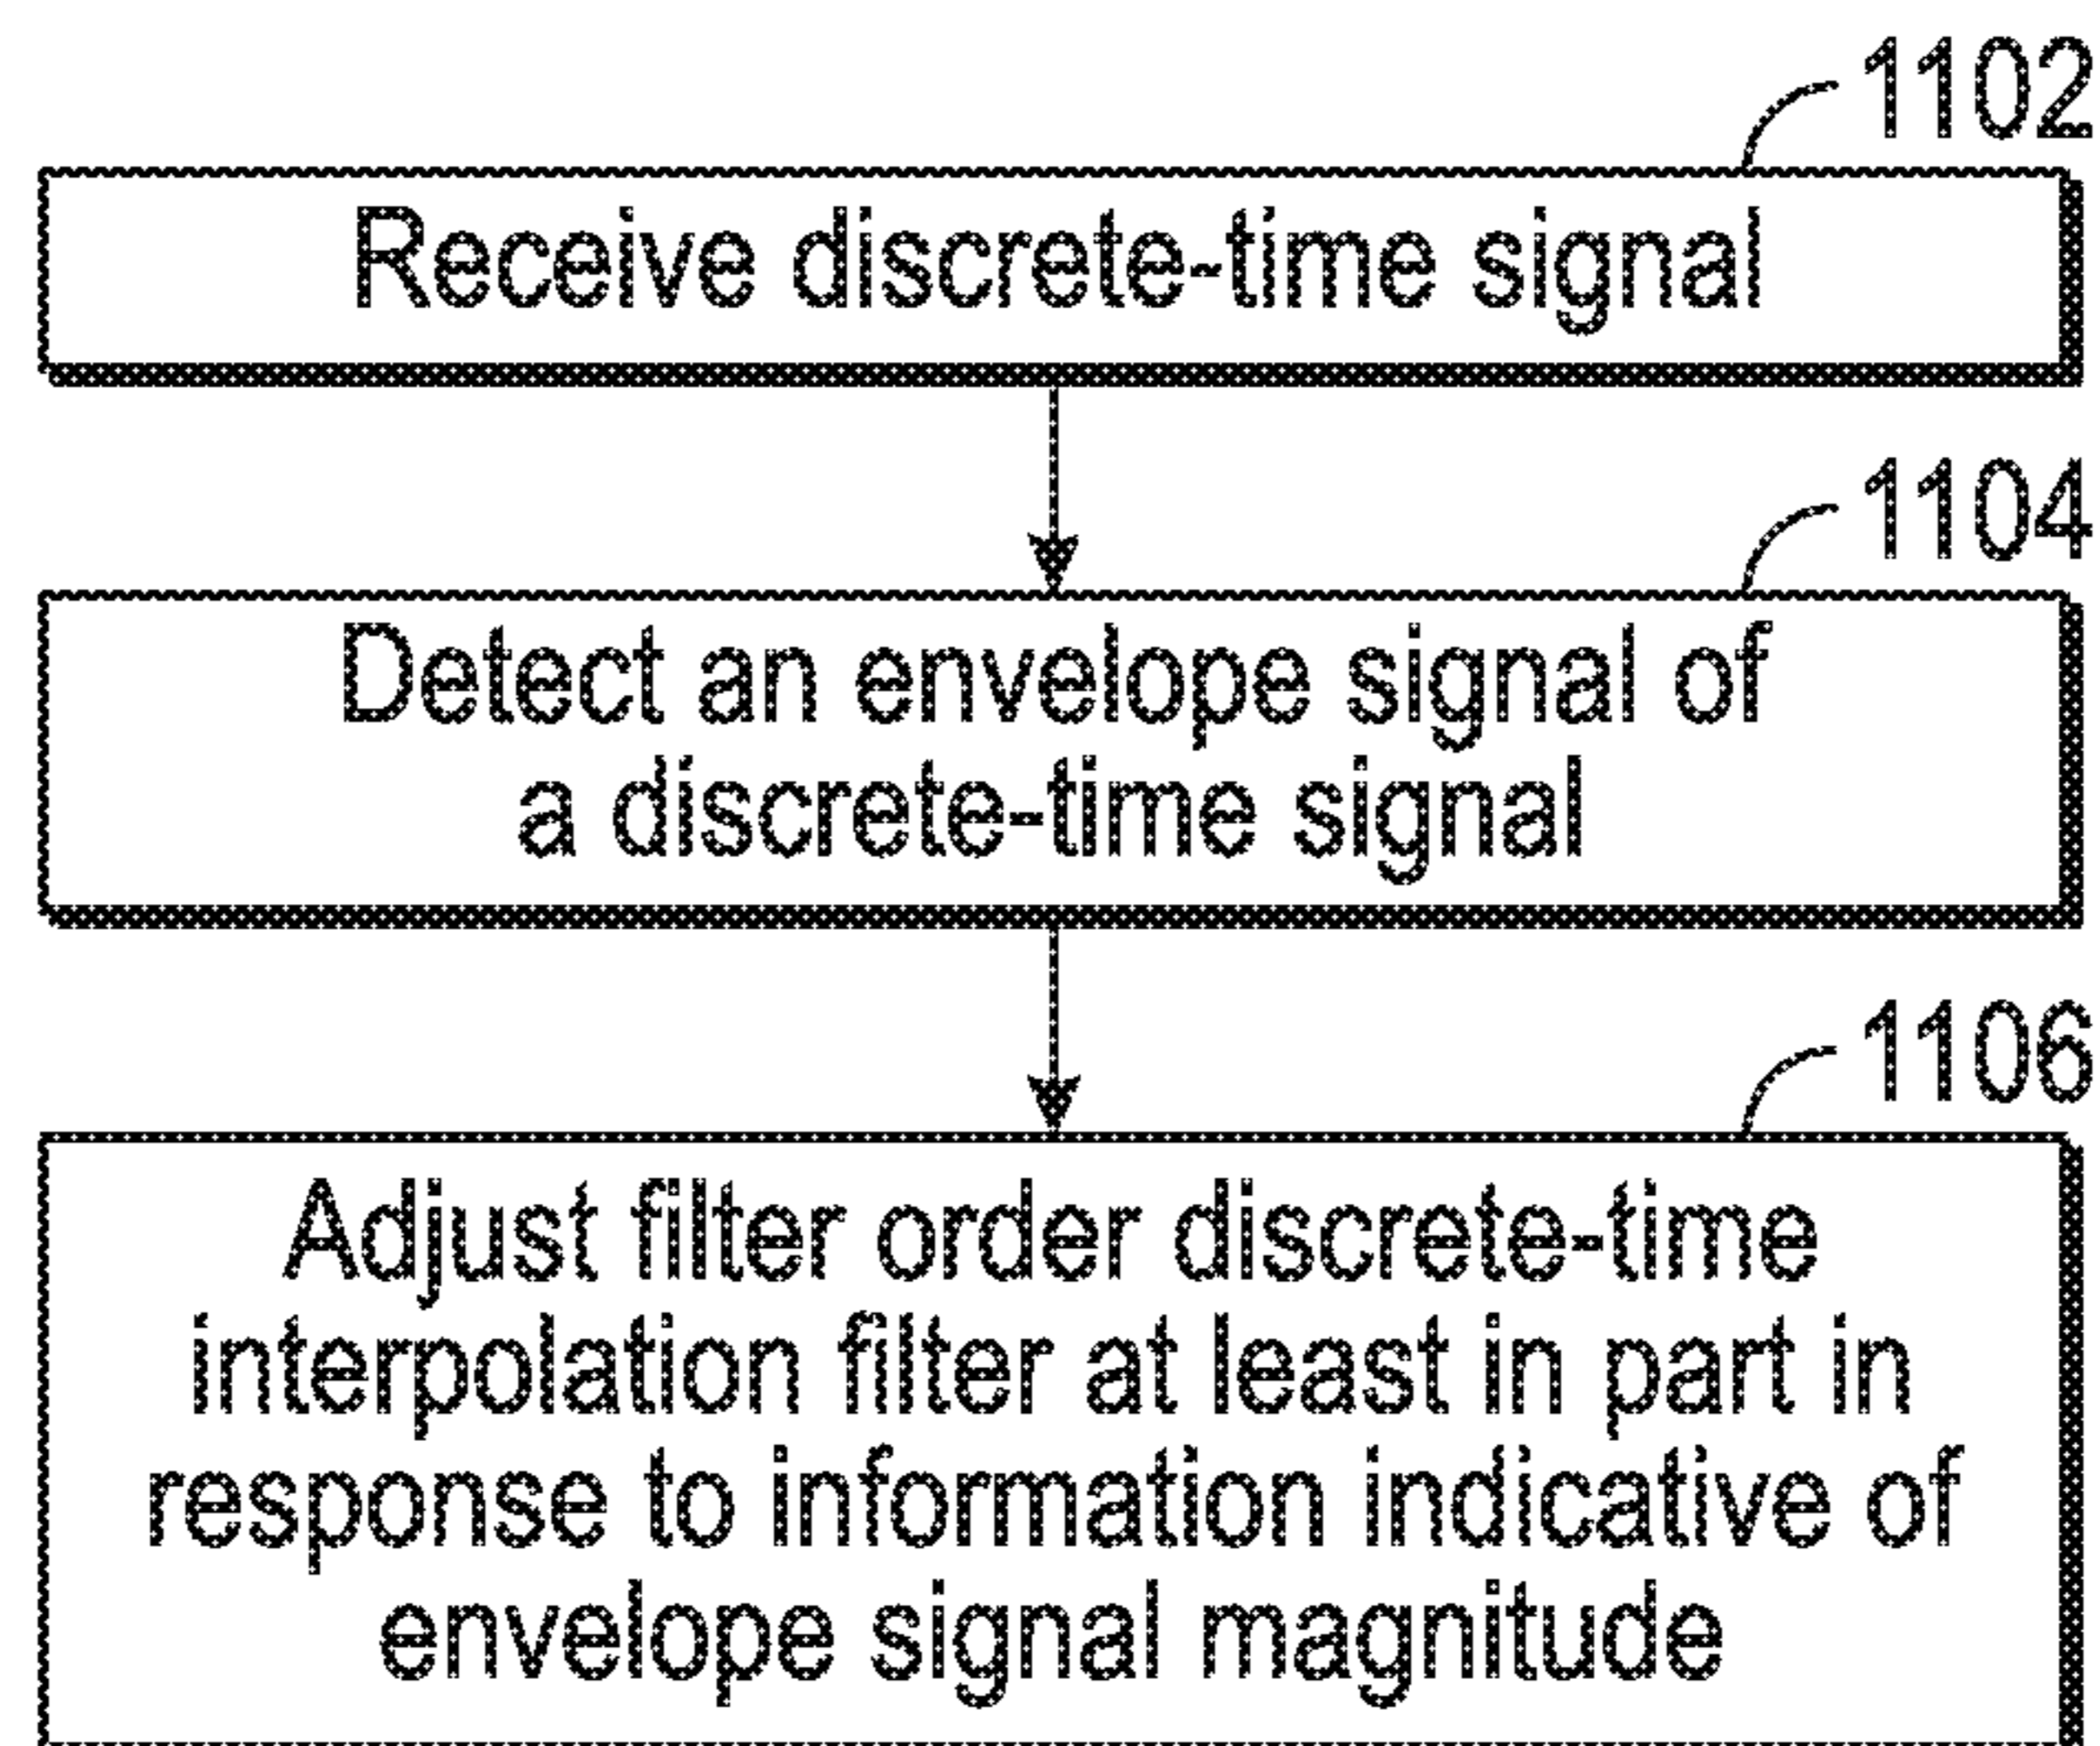 1102
Receive discrete-time signal
1104
Detect an envelope signal of
a discrete-time signal
1106
Adjust filter order discrete-time
interpolation filter at least in part in
response to information indicative of
envelope signal magnitude